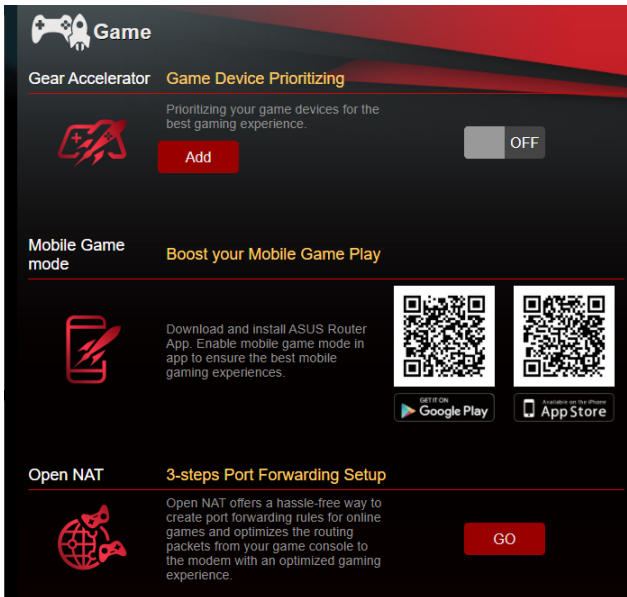 Game
Gear Accelerator
Game Device Prioritizing
Prioritizing your game devices for the
best gaming experience.
Add
OFF
Mobile Game
mode
Boost your Mobile Game Play
Download and install ASUS Router
App. Enable mobile game mode in
app to ensure the best mobile
gaming experiences.
GET IT ON
Google Play
Available on the iPhone
App Store
Open NAT
3-steps Port Forwarding Setup
Open NAT offers a hassle-free way to
create port forwarding rules for online
games and optimizes the routing
packets from your game console to
the modem with an optimized gaming
experience.
GO